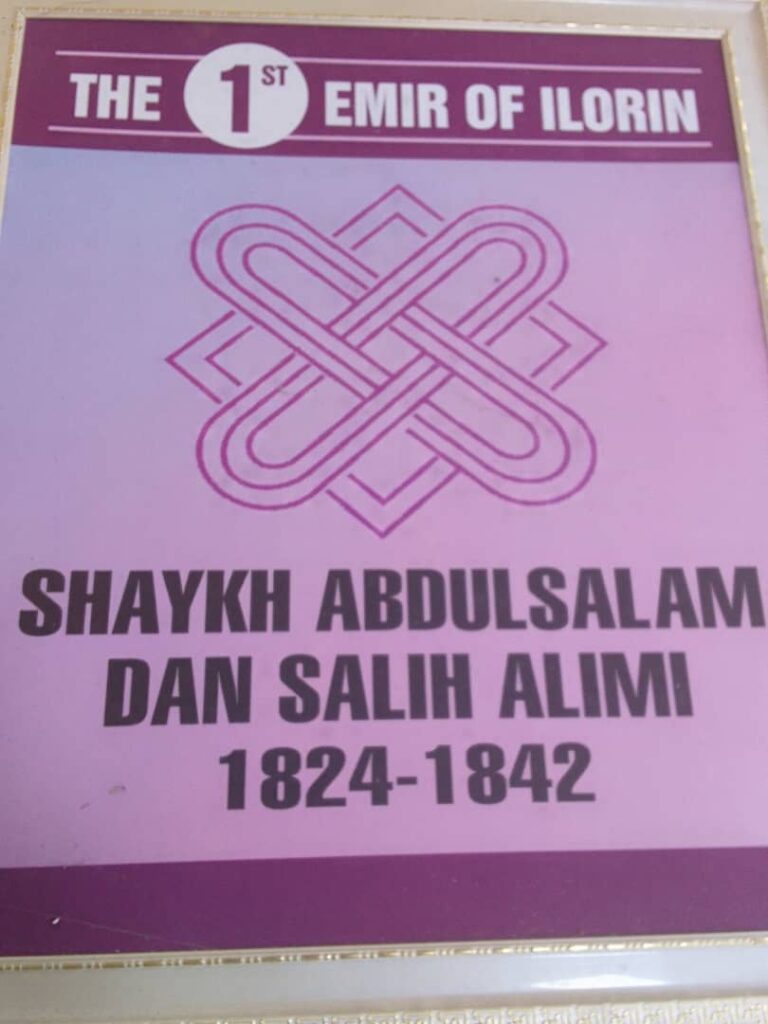 THE 1ST EMIR OF ILORIN
SHAYKH ABDULSALAM
DAN SALIH ALIMI
1824-1842